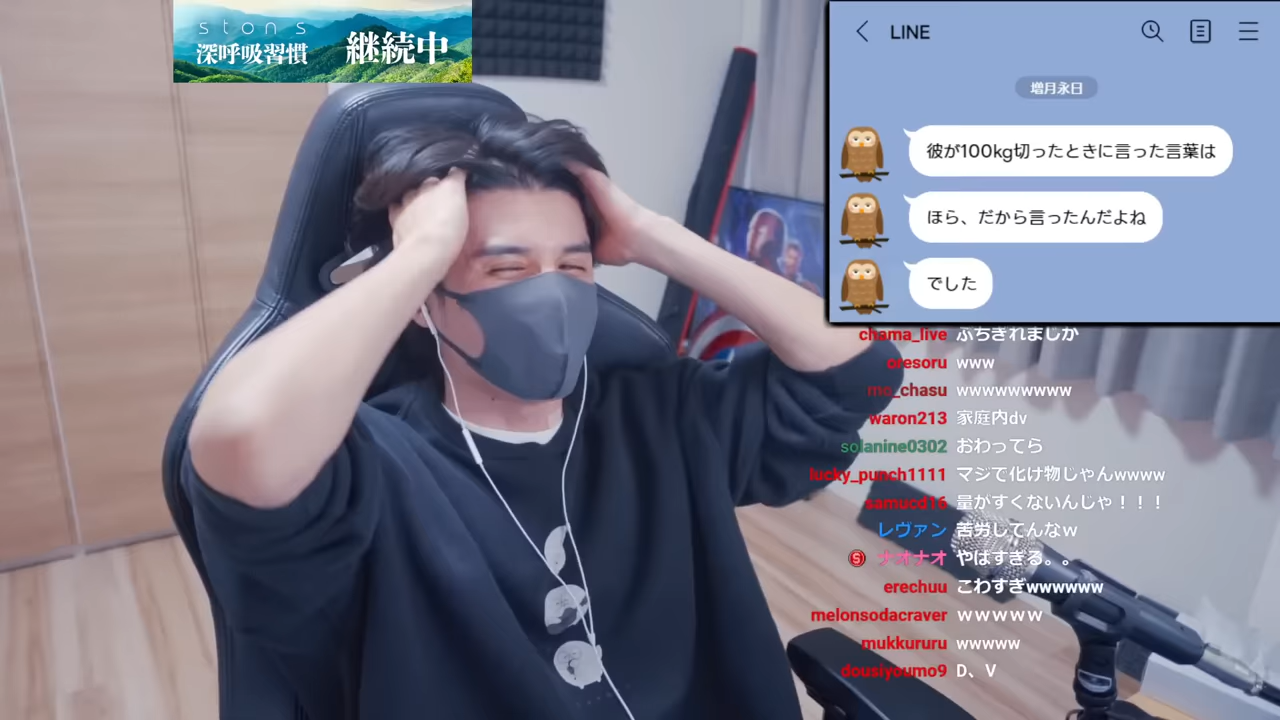 ston s
深呼吸習慣 継続中
LINE
増月永日
彼が100kg切ったときに言った言葉は
ほら、だから言ったんだよね
でした
chama_live ぶちぎれましか
oresoru www
mo_chasu wwwwwwwwww
waron213 家庭内dv
solanine0302 おわってら
lucky_punch1111 マジで化け物じゃんwwww
samucd16 量がすくないんじゃ！！！
レヴァン 苦労してんなｗ
S ナオナオ やばすぎる。。
erechuu こわすぎwwwwww
melonsodacraver ｗｗｗｗｗ
mukkururu wwwww
dousiyoumo9 D、V